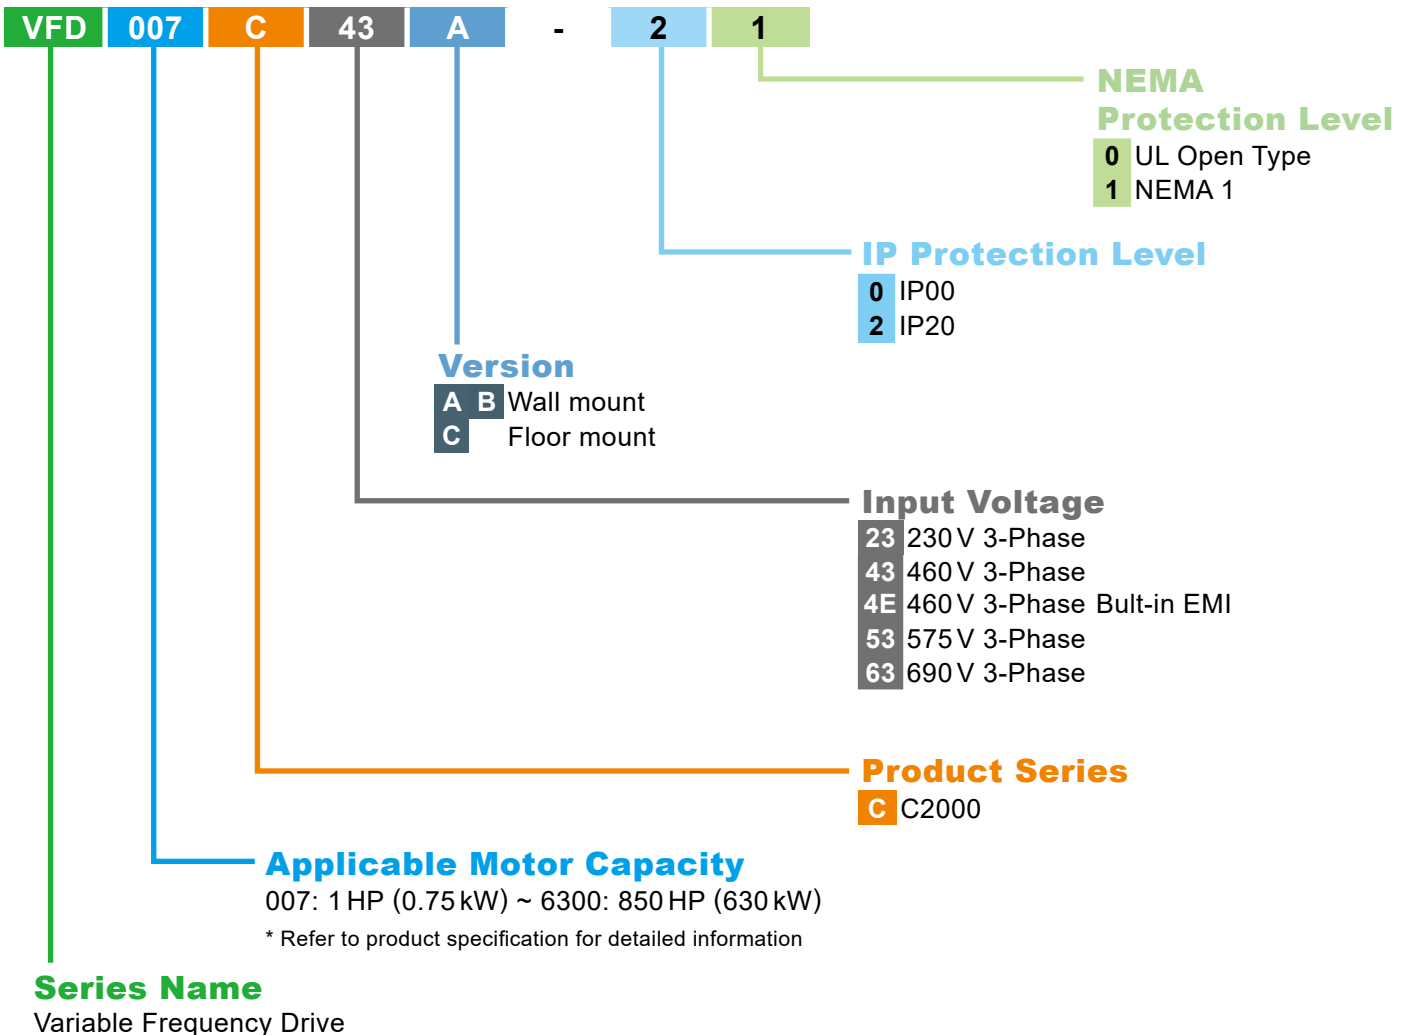 VFD 007 C 43 A - 2 1
NEMA
Protection Level
0 UL Open Type
1 NEMA 1
IP Protection Level
0 IP00
2 IP20
Version
A B Wall mount
C Floor mount
Input Voltage
23 230 V 3-Phase
43 460 V 3-Phase
4E 460 V 3-Phase Bult-in EMI
53 575 V 3-Phase
63 690 V 3-Phase
Product Series
C C2000
Applicable Motor Capacity
007: 1 HP (0.75 kW) ~ 6300: 850 HP (630 kW)
* Refer to product specification for detailed information
Series Name
Variable Frequency Drive